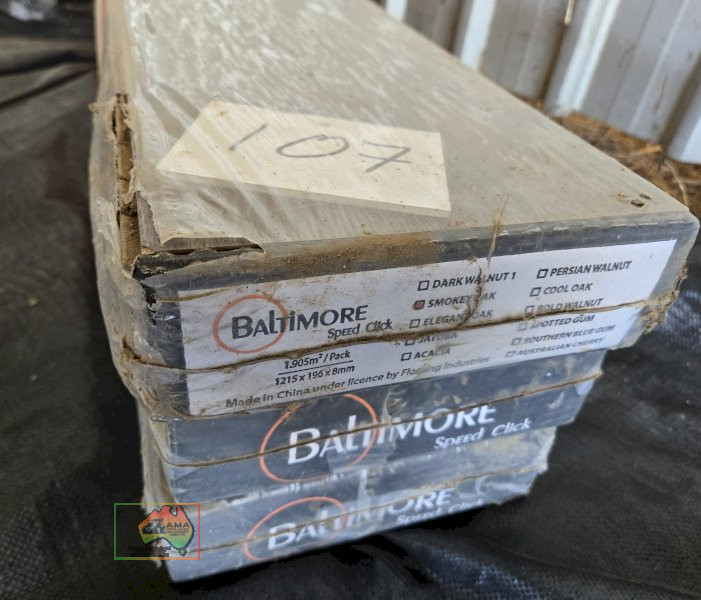 107
BALTIMORE
Speed Click
1.905m² / Pack
1215 x 196 x 8mm
Made in China under licence by Flooring Industries
DARK WALNUT 1
SMOKEY OAK
ELEGANT OAK
JATOBA
ACACIA
PERSIAN WALNUT
COOL OAK
BOLD WALNUT
SPOTTED GUM
SOUTHERN BLUE GUM
AUSTRALIAN CHERRY
BALTIMORE
Speed Click
BALTIMORE
Speed Click
AMA